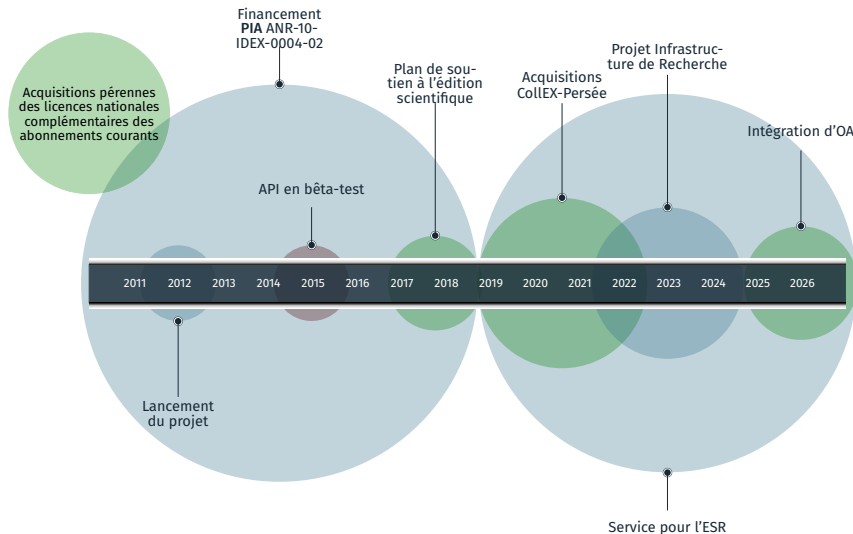 Financement
PIA ANR-10-
IDEX-0004-02
Acquisitions pérennes
des licences nationales
complémentaires des
abonnements courants
Plan de sou-
tien à l'édition
scientifique
Acquisitions
CollEX-Persée
Projet Infrastruc-
ture de Recherche
Intégration d'OA
API en bêta-test
2011 2012 2013 2014 2015 2016 2017 2018 2019 2020 2021 2022 2023 2024 2025 2026
Lancement
du projet
Service pour l'ESR